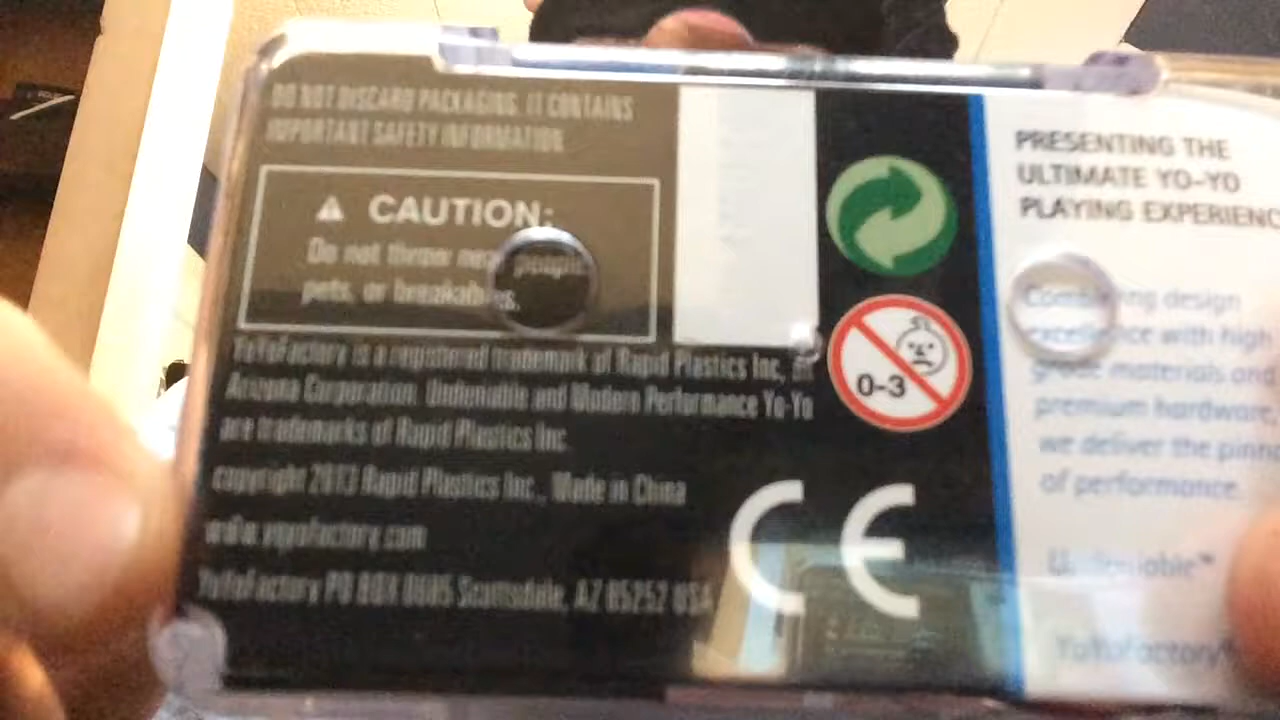 DO NOT DISCARD PACKAGING. IT CONTAINS
IMPORTANT SAFETY INFORMATION.
CAUTION:
Do not throw near people,
pets, or breakables.
YoYoFactory is a registered trademark of Rapid Plastics Inc, an
Arizona Corporation. Undeniable and Modern Performance Yo-Yo
are trademarks of Rapid Plastics Inc.
copyright 2013 Rapid Plastics Inc., Made in China
www.yoyofactory.com
YoYoFactory PO BOX Scottsdale, AZ 85252 USA
0-3
CE
PRESENTING THE
ULTIMATE YO-YO
PLAYING EXPERIENC
Combining design
excellence with high
grade materials and
premium hardware,
we deliver the pinn
of performance.
Undeniable™
YoYoFactory